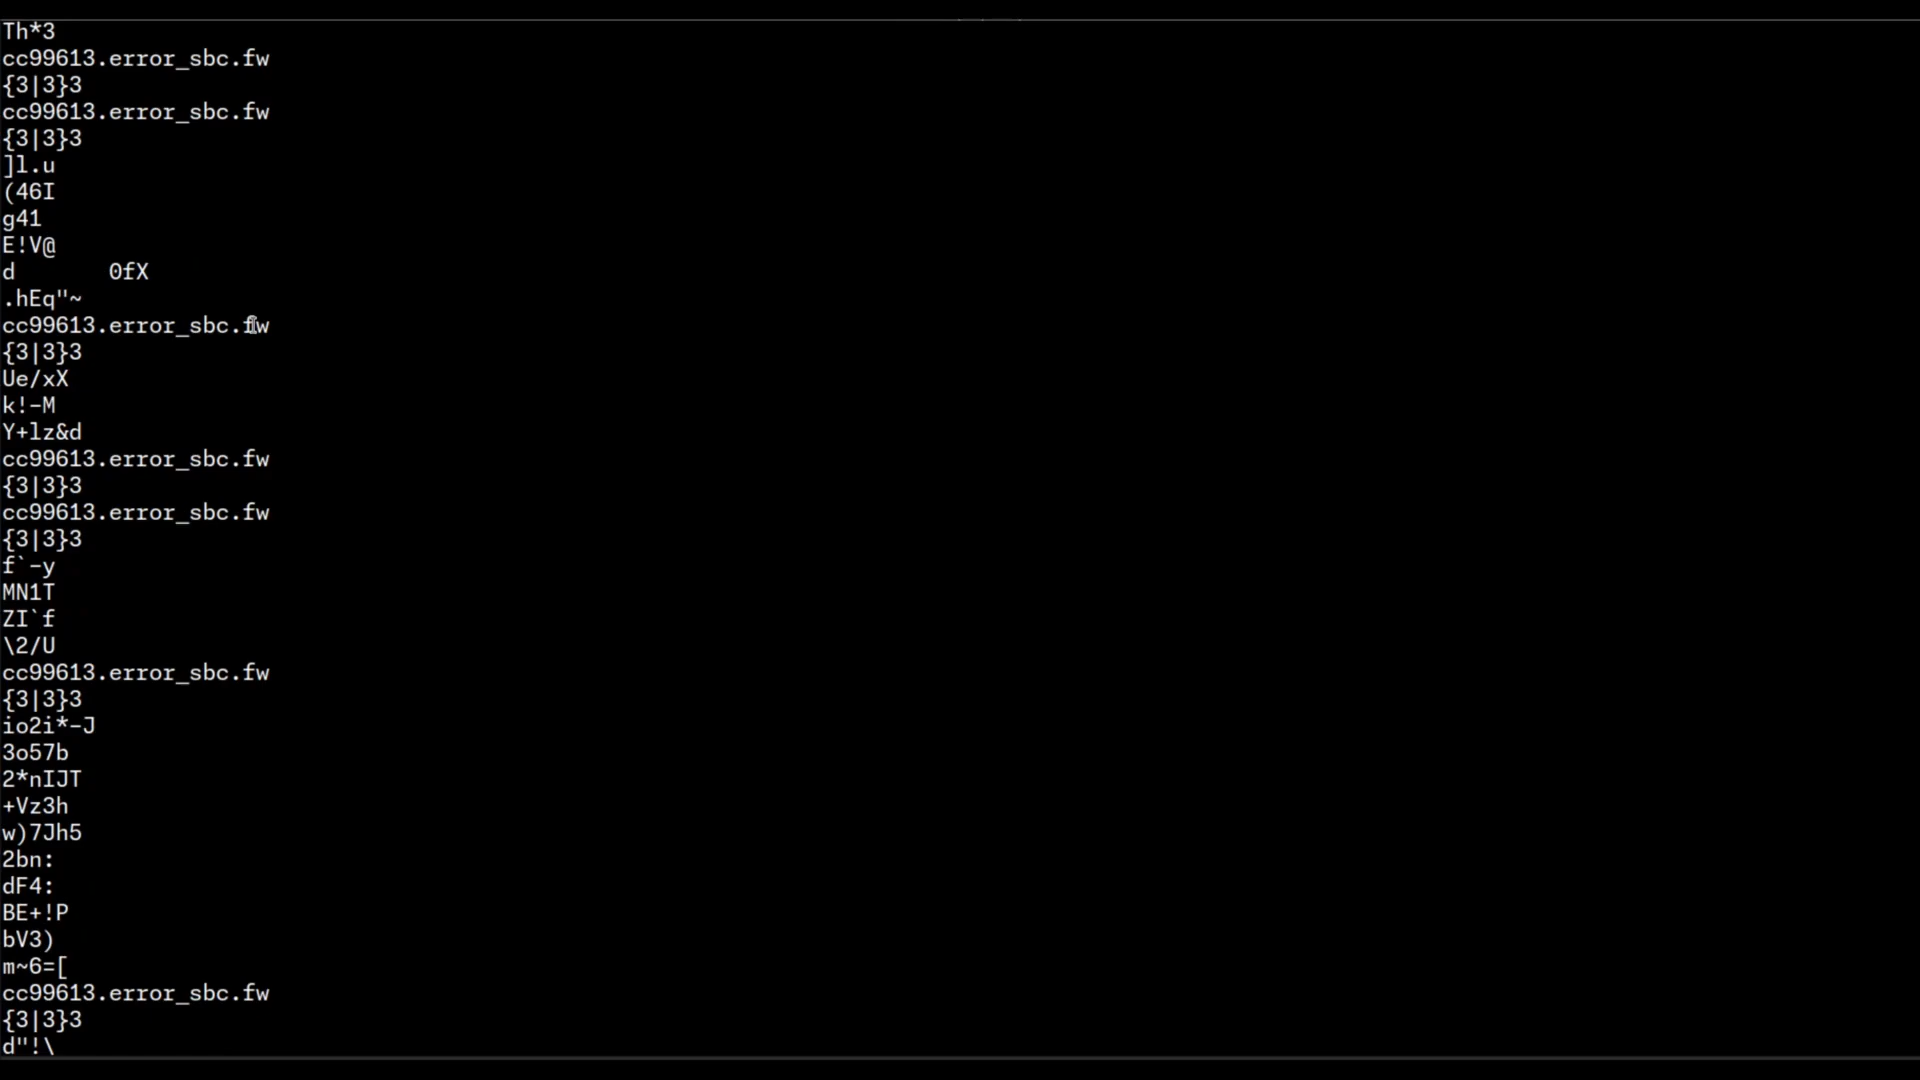 Th*3
cc99613.error_sbc.fw
{3|3}3
cc99613.error_sbc.fw
{3|3}3
]l.u
(46I
g41
E!V@
d       0fX
.hEq"~
cc99613.error_sbc.fw
{3|3}3
Ue/xX
k!-M
Y+lz&d
cc99613.error_sbc.fw
{3|3}3
cc99613.error_sbc.fw
{3|3}3
f`-y
MN1T
ZI`f
\2/U
cc99613.error_sbc.fw
{3|3}3
io2i*-J
3o57b
2*nIJT
+Vz3h
w)7Jh5
2bn:
dF4:
BE+!P
bV3)
m~6=[
cc99613.error_sbc.fw
{3|3}3
d"!\